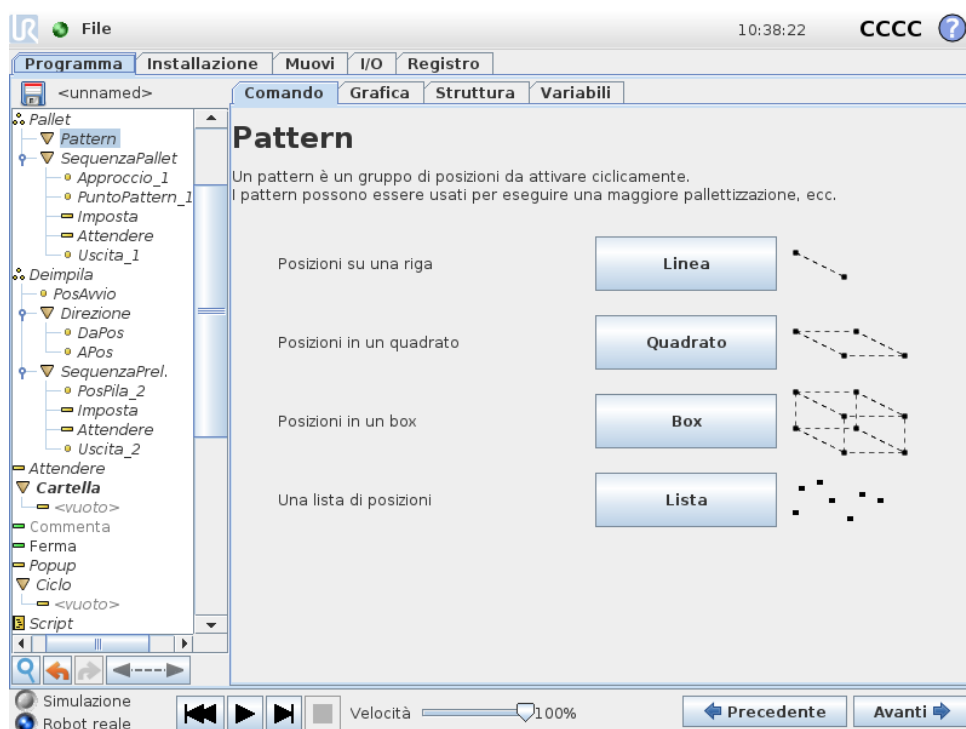 UR File 10:38:22 CCCC ?
Programma Installazione Muovi I/O Registro
<unnamed>
Comando Grafica Struttura Variabili
Pallet
Pattern
SequenzaPallet
Approccio_1
PuntoPattern_1
Imposta
Attendere
Uscita_1
Deimpila
PosAvvio
Direzione
DaPos
APos
SequenzaPrel.
PosPila_2
Imposta
Attendere
Uscita_2
Attendere
Cartella
<vuoto>
Commenta
Ferma
Popup
Ciclo
<vuoto>
Script
Pattern
Un pattern è un gruppo di posizioni da attivare ciclicamente.
I pattern possono essere usati per eseguire una maggiore pallettizzazione, ecc.
Posizioni su una riga Linea
Posizioni in un quadrato Quadrato
Posizioni in un box Box
Una lista di posizioni Lista
Simulazione
Robot reale
Velocità 100%
Precedente Avanti